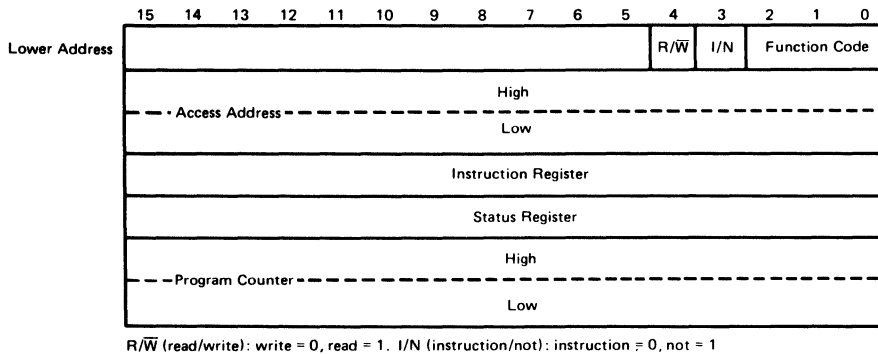 15 14 13 12 11 10 9 8 7 6 5 4 3 2 1 0
Lower Address R/W̅ I/N Function Code
High
Access Address
Low
Instruction Register
Status Register
High
Program Counter
Low
R/W̅ (read/write): write = 0, read = 1. I/N (instruction/not): instruction = 0, not = 1